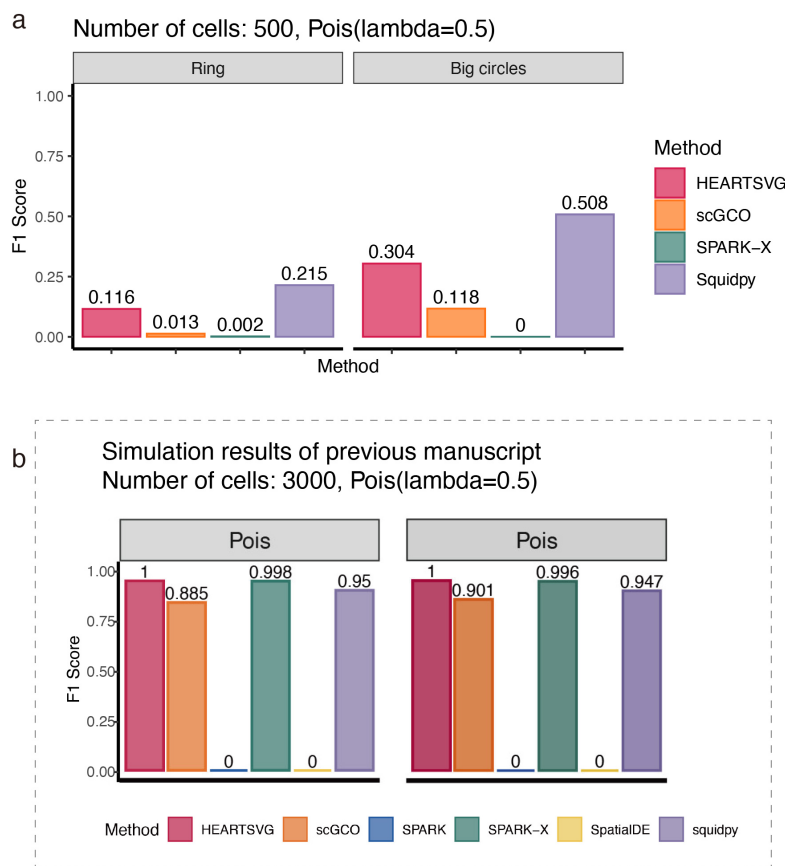 a
Number of cells: 500, Pois(lambda=0.5)
Ring
Big circles
1.00
0.75
0.50
0.25
0.00
F1 Score
0.116
0.013
0.002
0.215
0.304
0.118
0
0.508
Method
Method
HEARTSVG
scGCO
SPARK−X
Squidpy
b
Simulation results of previous manuscript
Number of cells: 3000, Pois(lambda=0.5)
Pois
Pois
1.00
0.75
0.50
0.25
0.00
F1 Score
1
0.885
0
0.998
0
0.95
1
0.901
0
0.996
0
0.947
Method
HEARTSVG
scGCO
SPARK
SPARK−X
SpatialDE
squidpy